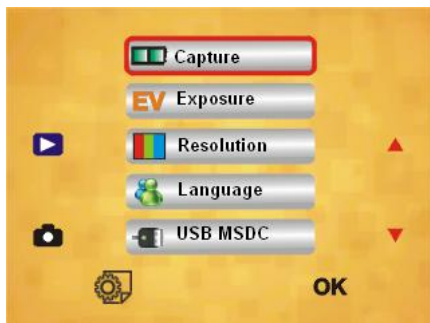 Capture
EV Exposure
Resolution
Language
USB MSDC
OK